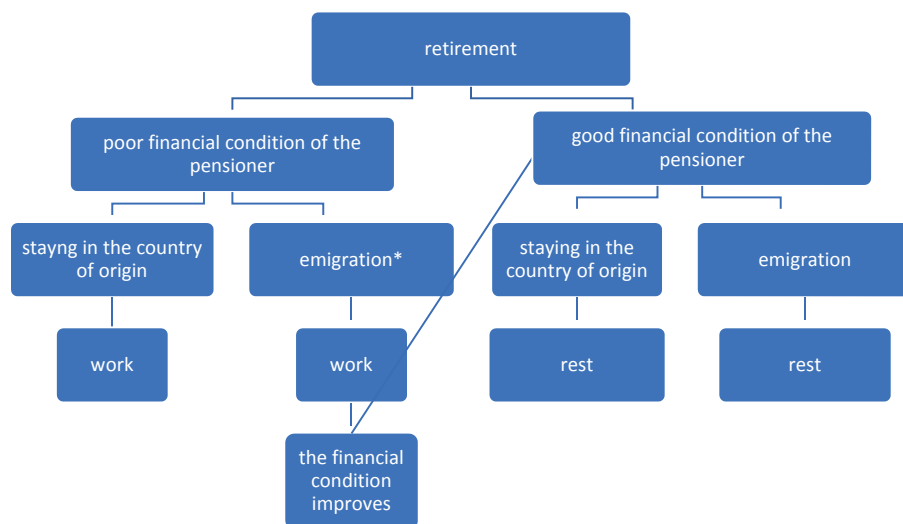 retirement
poor financial condition of the
pensioner
good financial condition of the
pensioner
stayng in the country
of origin
emigration*
staying in the
country of origin
emigration
work
work
rest
rest
the financial
condition
improves